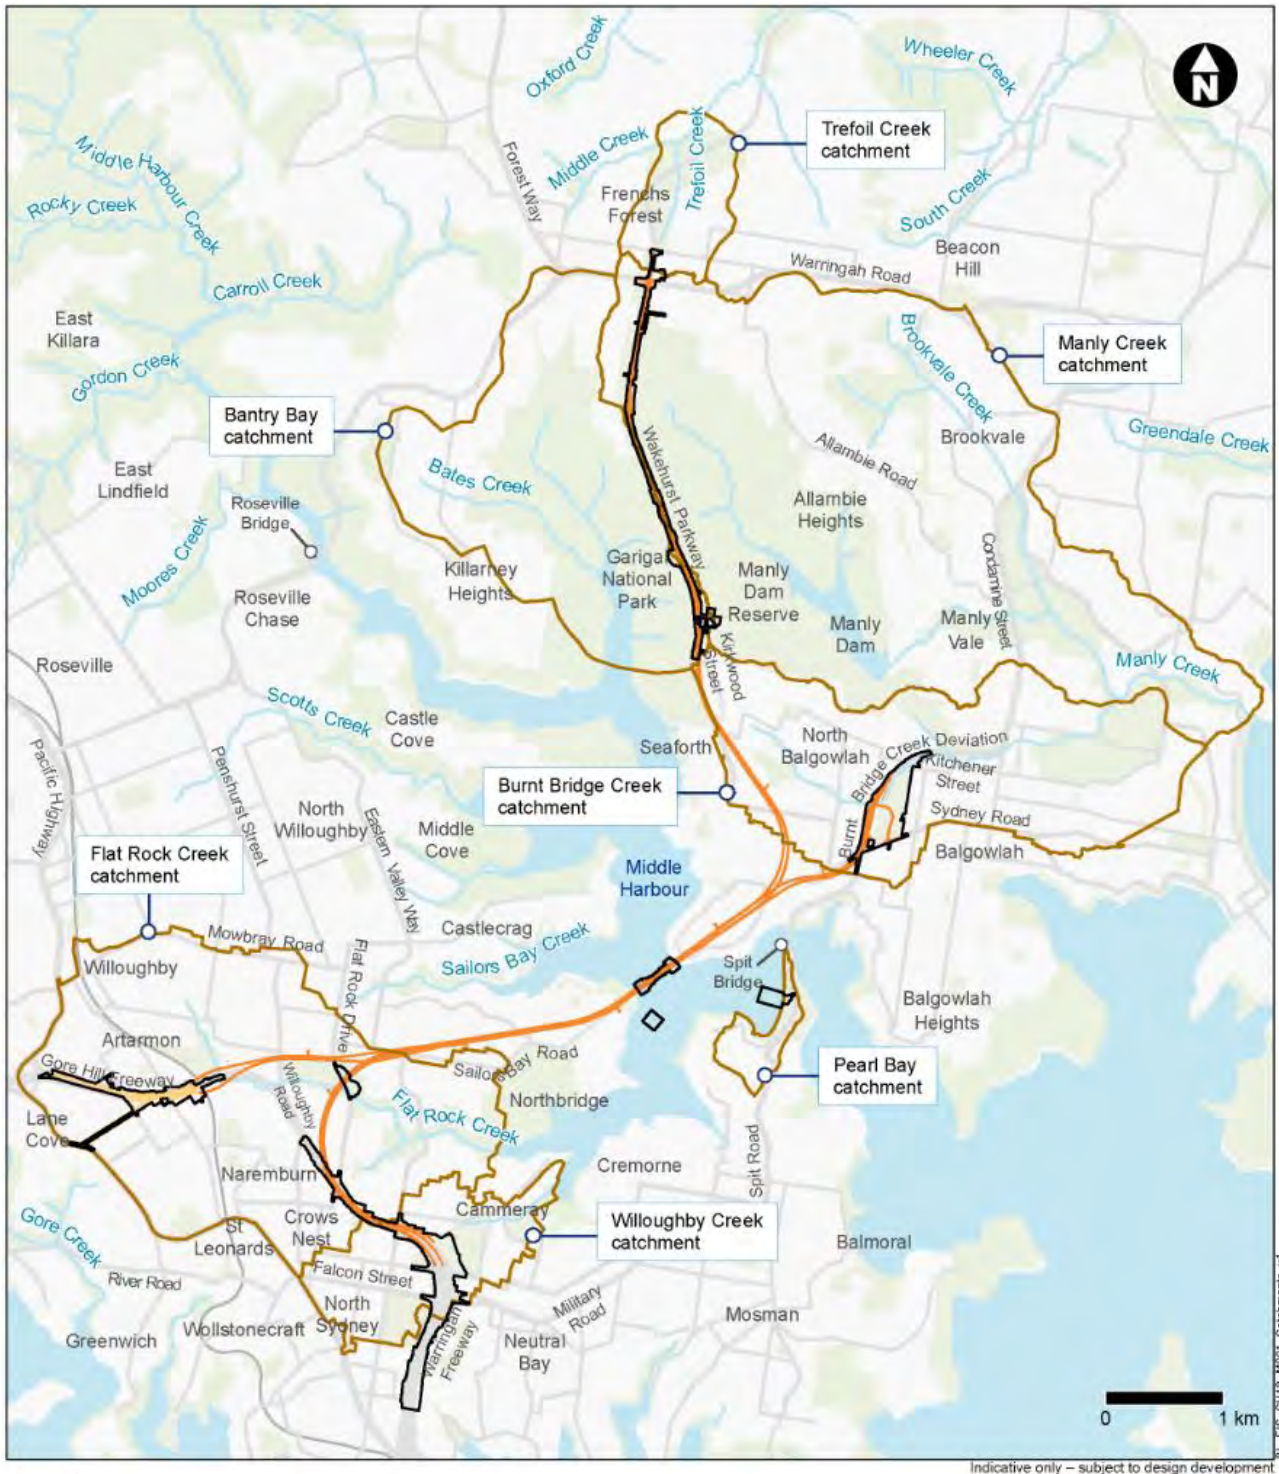 Oxford Creek
Wheeler Creek
N
Trefoil Creek
catchment
Middle Harbour Creek
Middle Creek
Trefoil Creek
Forest Way
Rocky Creek
Frenchs
Forest
South Creek
Beacon
Hill
Warringah Road
Carroll Creek
East
Killara
Gordon Creek
Brookvale Creek
Manly Creek
catchment
Bantry Bay
catchment
Wakehurst Parkway
Allambie Road
Brookvale
Greendale Creek
East
Lindfield
Bates Creek
Roseville
Bridge
Allambie
Heights
Moores Creek
Condamine Street
Killarney
Heights
Garigal
National
Park
Manly
Dam
Reserve
Roseville
Chase
Manly
Dam
Manly
Vale
Kirkwood
Street
Roseville
Manly Creek
Scotts Creek
Castle
Cove
Seaforth
North
Balgowlah
Burnt Bridge Creek Deviation
Kitchener
Street
Pacific Highway
Penshurst Street
Burnt Bridge Creek
catchment
Sydney Road
North
Willoughby
Eastern Valley Way
Middle
Cove
Flat Rock Creek
catchment
Balgowlah
Middle
Harbour
Mowbray Road
Castlecrag
Willoughby
Flat Rock Drive
Sailors Bay Creek
Spit
Bridge
Balgowlah
Heights
Artarmon
Gore Hill Freeway
Sailors Bay Road
Pearl Bay
catchment
Willoughby
Road
Northbridge
Lane
Cove
Flat Rock Creek
Spit Road
Naremburn
Cremorne
Cammeray
Willoughby Creek
catchment
Gore Creek
Crows
Nest
St
Leonards
Balmoral
River Road
Falcon Street
North
Sydney
Military
Road
Mosman
Greenwich
Wollstonecraft
Warringah
Freeway
Neutral
Bay
0 1 km
Indicative only – subject to design development